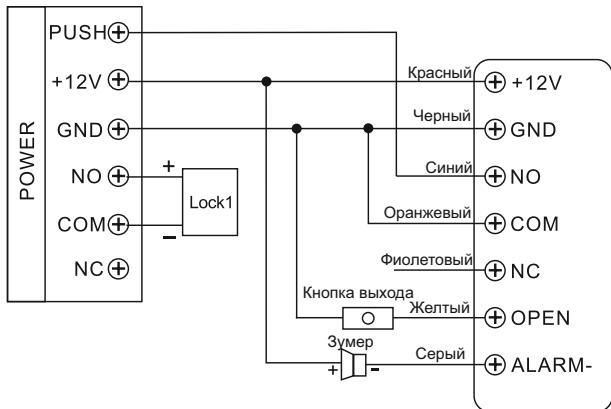 POWER
PUSH
+12V
GND
NO
COM
NC
+
Lock1
−
Красный
Черный
Синий
Оранжевый
Фиолетовый
Кнопка выхода
Желтый
Зумер
+
-
Серый
+12V
GND
NO
COM
NC
OPEN
ALARM-